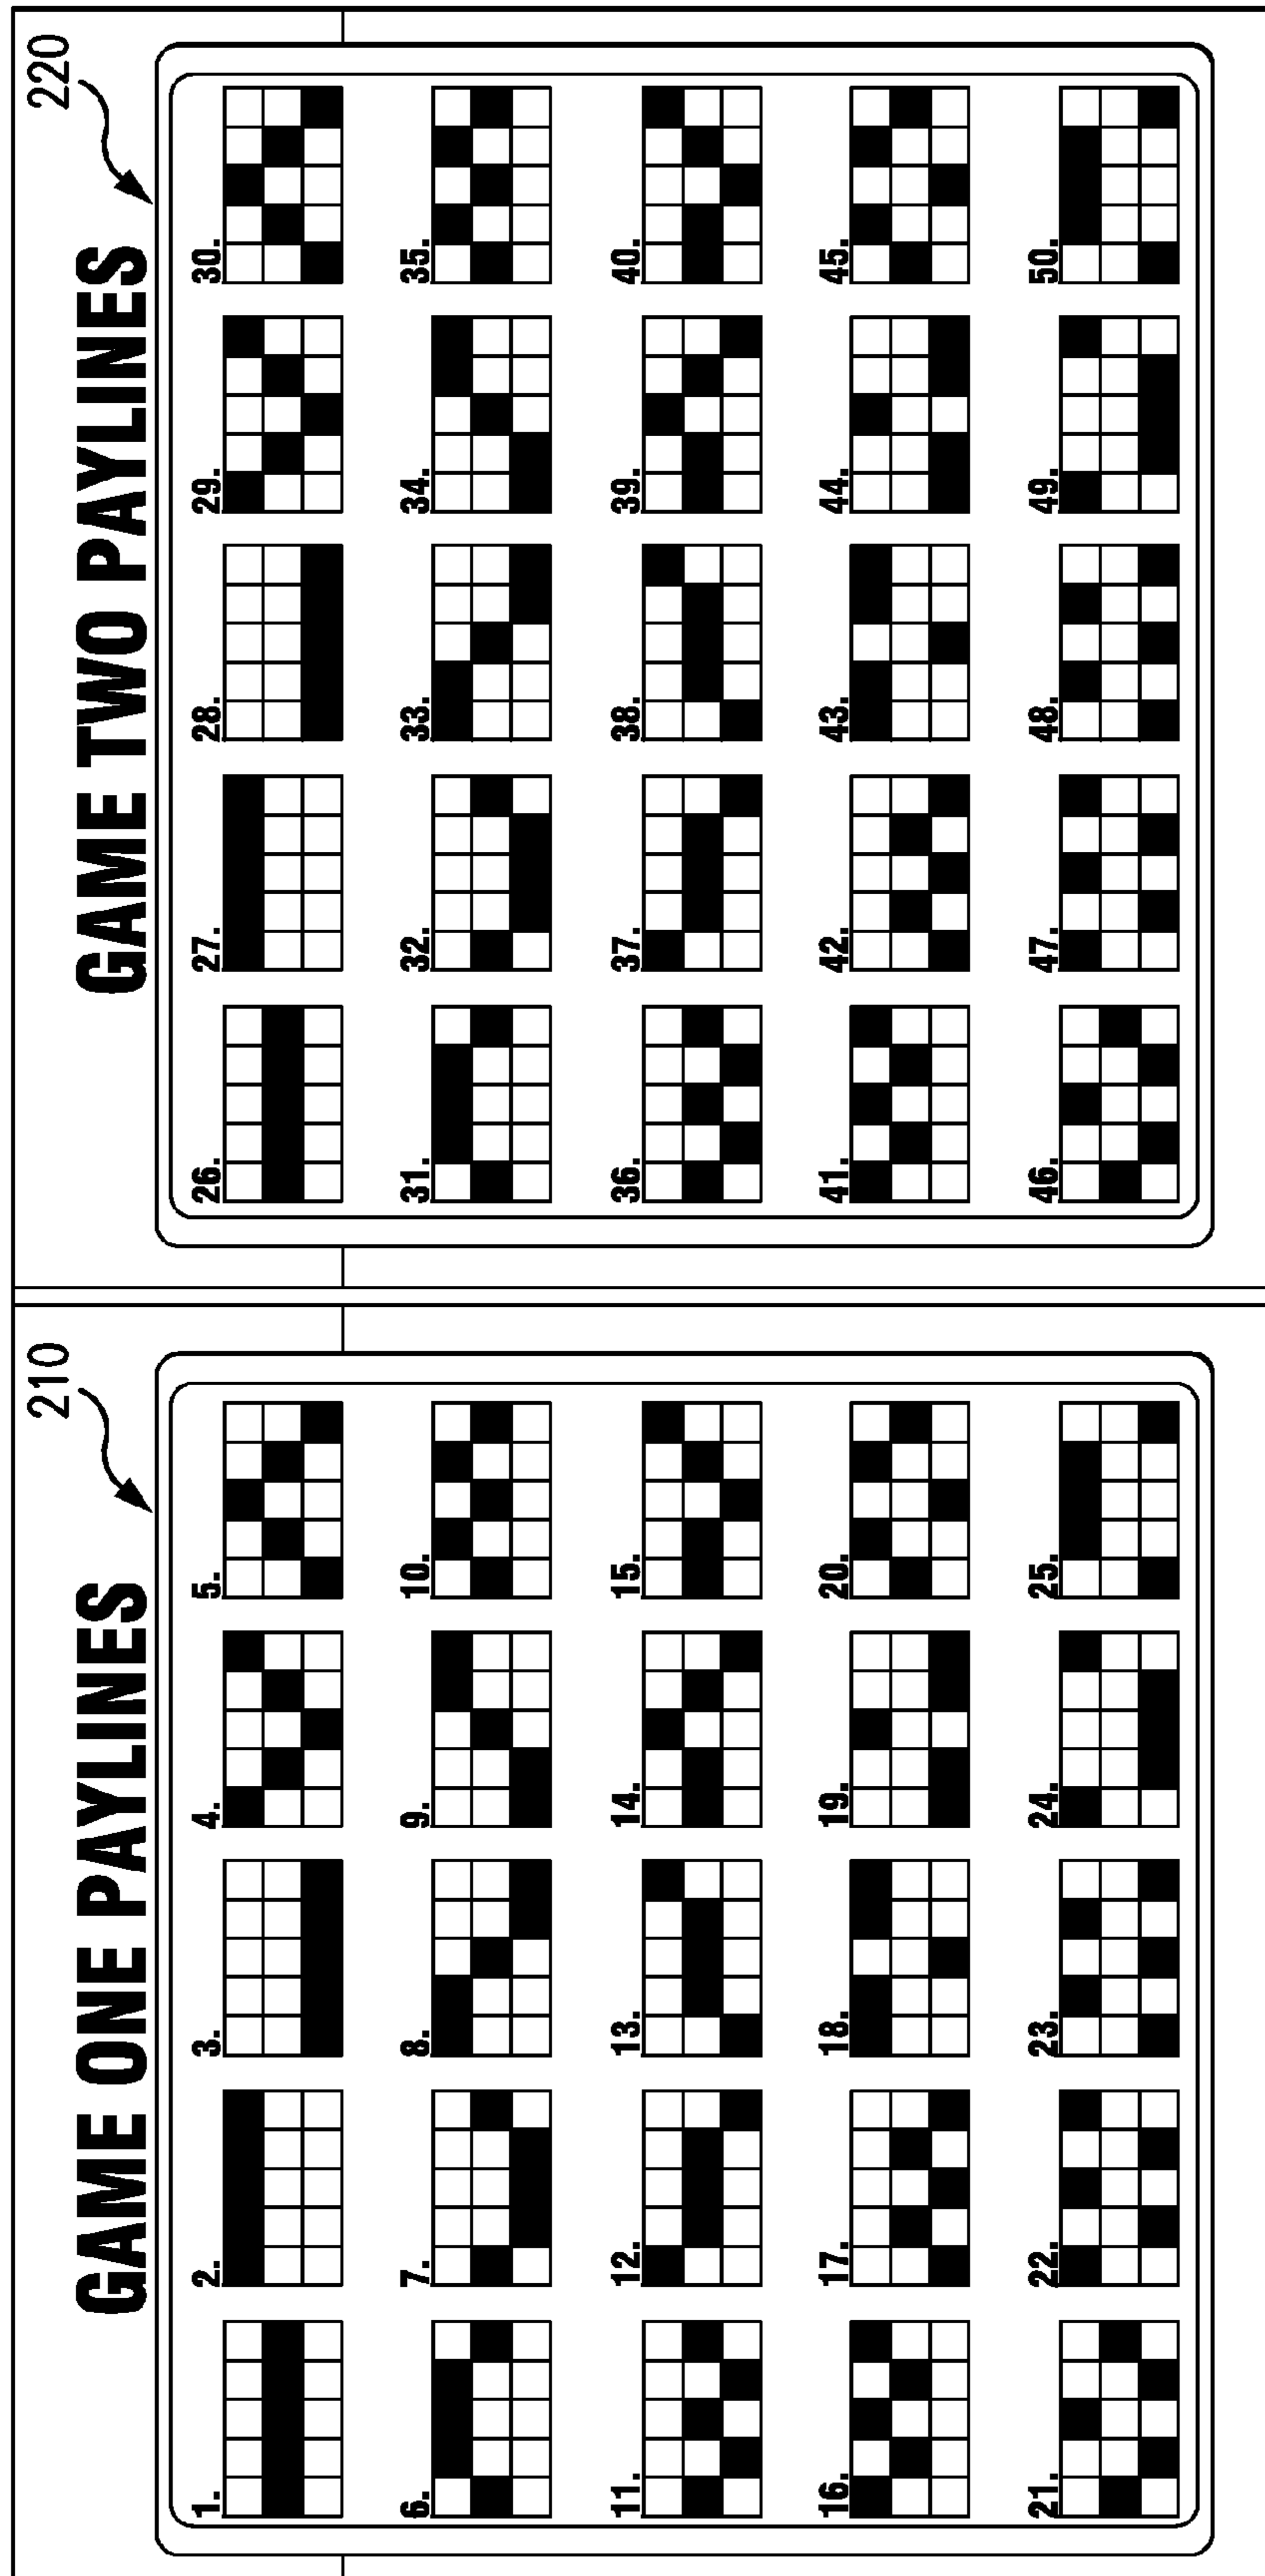 210
GAME ONE PAYLINES
1. 2. 3. 4. 5.
6. 7. 8. 9. 10.
11. 12. 13. 14. 15.
16. 17. 18. 19. 20.
21. 22. 23. 24. 25.
220
GAME TWO PAYLINES
26. 27. 28. 29. 30.
31. 32. 33. 34. 35.
36. 37. 38. 39. 40.
41. 42. 43. 44. 45.
46. 47. 48. 49. 50.